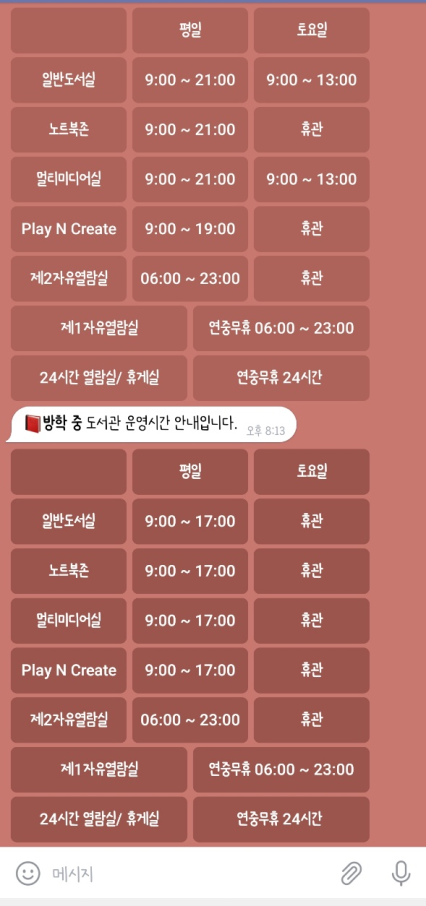 평일 토요일
일반도서실 9:00 ~ 21:00 9:00 ~ 13:00
노트북존 9:00 ~ 21:00 휴관
멀티미디어실 9:00 ~ 21:00 9:00 ~ 13:00
Play N Create 9:00 ~ 19:00 휴관
제2자유열람실 06:00 ~ 23:00 휴관
제1자유열람실 연중무휴 06:00 ~ 23:00
24시간 열람실/ 휴게실 연중무휴 24시간
방학 중 도서관 운영시간 안내입니다. 오후 8:13
평일 토요일
일반도서실 9:00 ~ 17:00 휴관
노트북존 9:00 ~ 17:00 휴관
멀티미디어실 9:00 ~ 17:00 휴관
Play N Create 9:00 ~ 17:00 휴관
제2자유열람실 06:00 ~ 23:00 휴관
제1자유열람실 연중무휴 06:00 ~ 23:00
24시간 열람실/ 휴게실 연중무휴 24시간
메시지